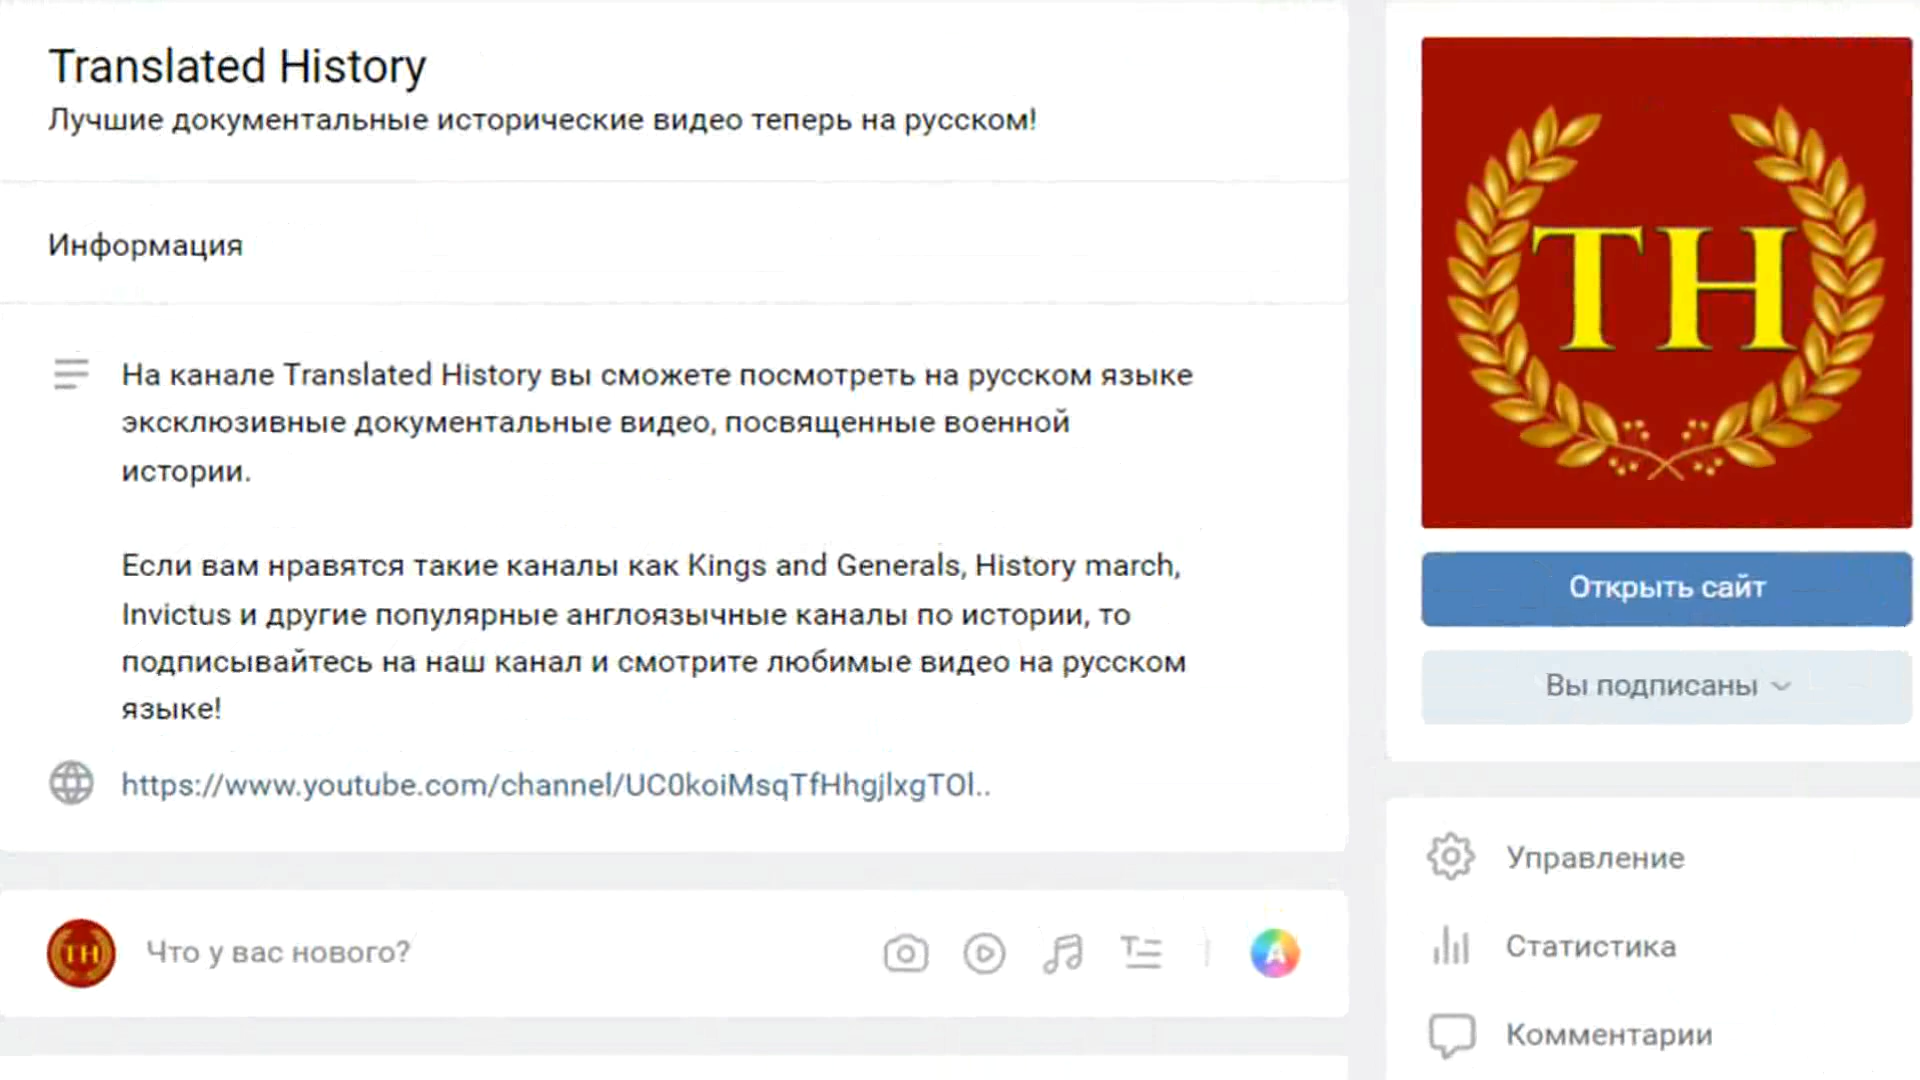 Translated History
Лучшие документальные исторические видео теперь на русском!
Информация
На канале Translated History вы сможете посмотреть на русском языке
эксклюзивные документальные видео, посвященные военной
истории.
Если вам нравятся такие каналы как Kings and Generals, History march,
Invictus и другие популярные англоязычные каналы по истории, то
подписывайтесь на наш канал и смотрите любимые видео на русском
языке!
https://www.youtube.com/channel/UC0koiMsqTfHhgjlxgTOl..
TH
Что у вас нового?
A
TH
Открыть сайт
Вы подписаны
Управление
Статистика
Комментарии